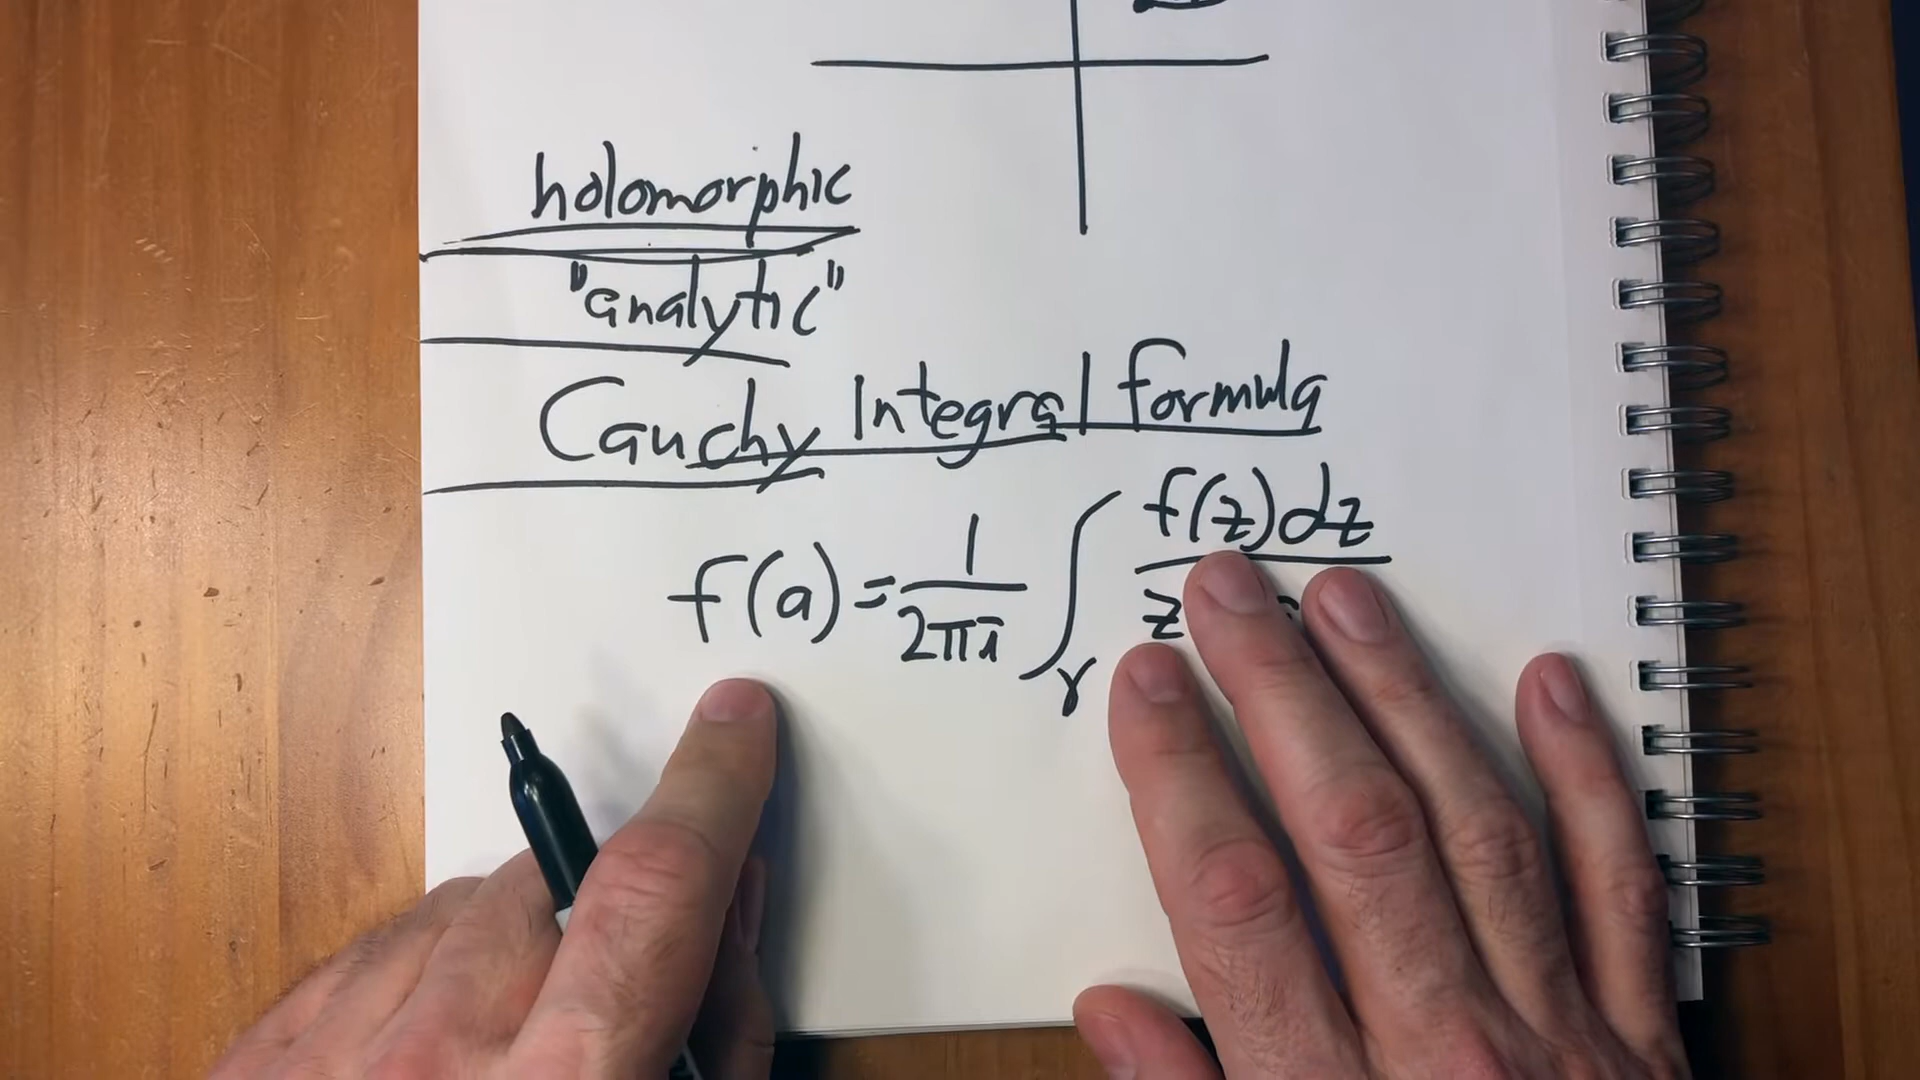 holomorphic
"analytic"
Cauchy Integral formula
f(a) = 1/2πi ∫γ f(z)dz/z